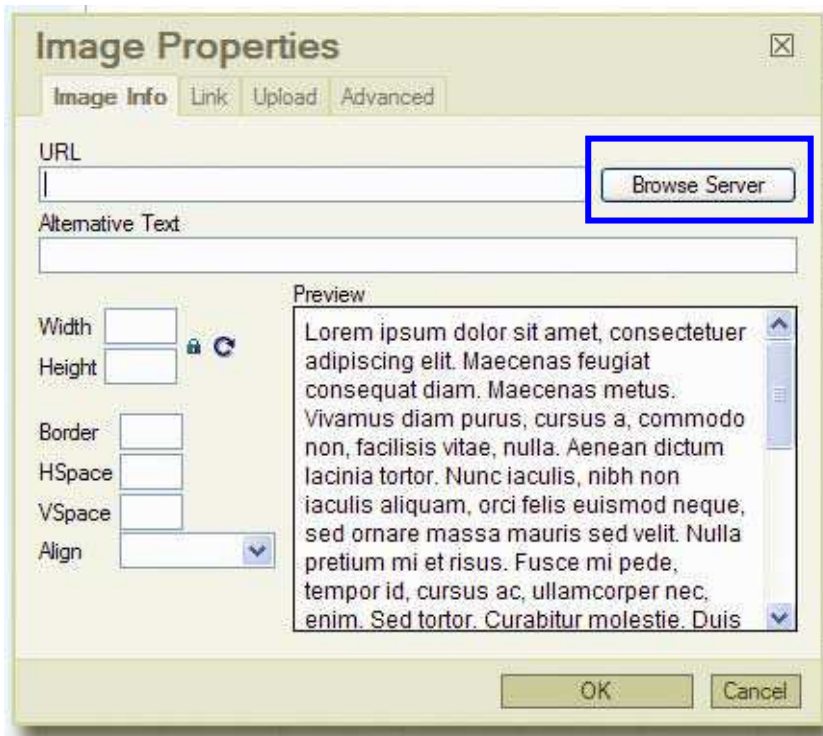 Image Properties
Image Info Link Upload Advanced
URL
Browse Server
Alternative Text
Preview
Width
Height
Border
HSpace
VSpace
Align
Lorem ipsum dolor sit amet, consectetuer
adipiscing elit. Maecenas feugiat
consequat diam. Maecenas metus.
Vivamus diam purus, cursus a, commodo
non, facilisis vitae, nulla. Aenean dictum
lacinia tortor. Nunc iaculis, nibh non
iaculis aliquam, orci felis euismod neque,
sed ornare massa mauris sed velit. Nulla
pretium mi et risus. Fusce mi pede,
tempor id, cursus ac, ullamcorper nec,
enim. Sed tortor. Curabitur molestie. Duis
OK Cancel